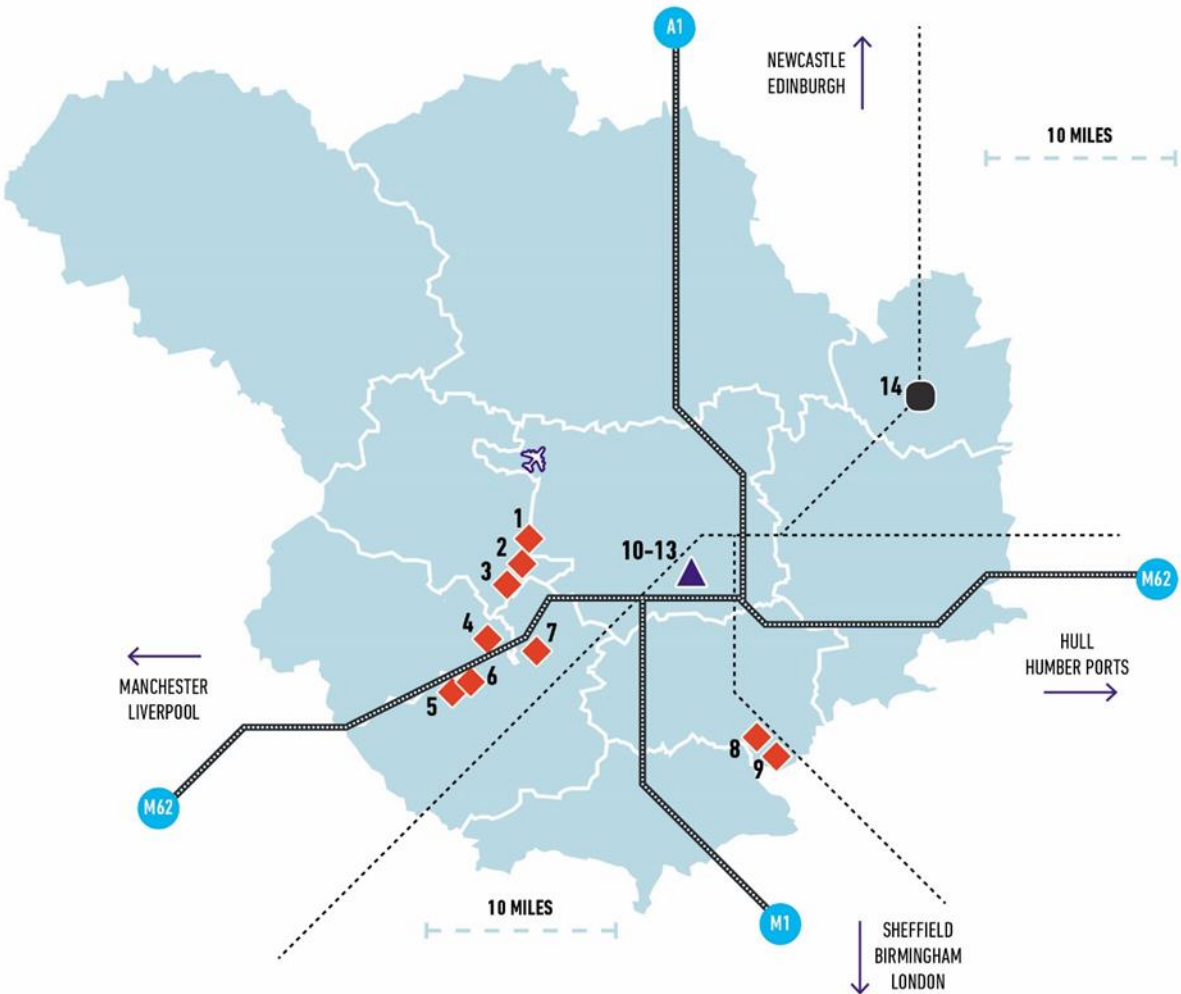 A1
NEWCASTLE
EDINBURGH
10 MILES
14
1
2
3
10-13
M62
4
7
HULL
HUMBER PORTS
MANCHESTER
LIVERPOOL
6
5
8
9
M62
10 MILES
M1
SHEFFIELD
BIRMINGHAM
LONDON